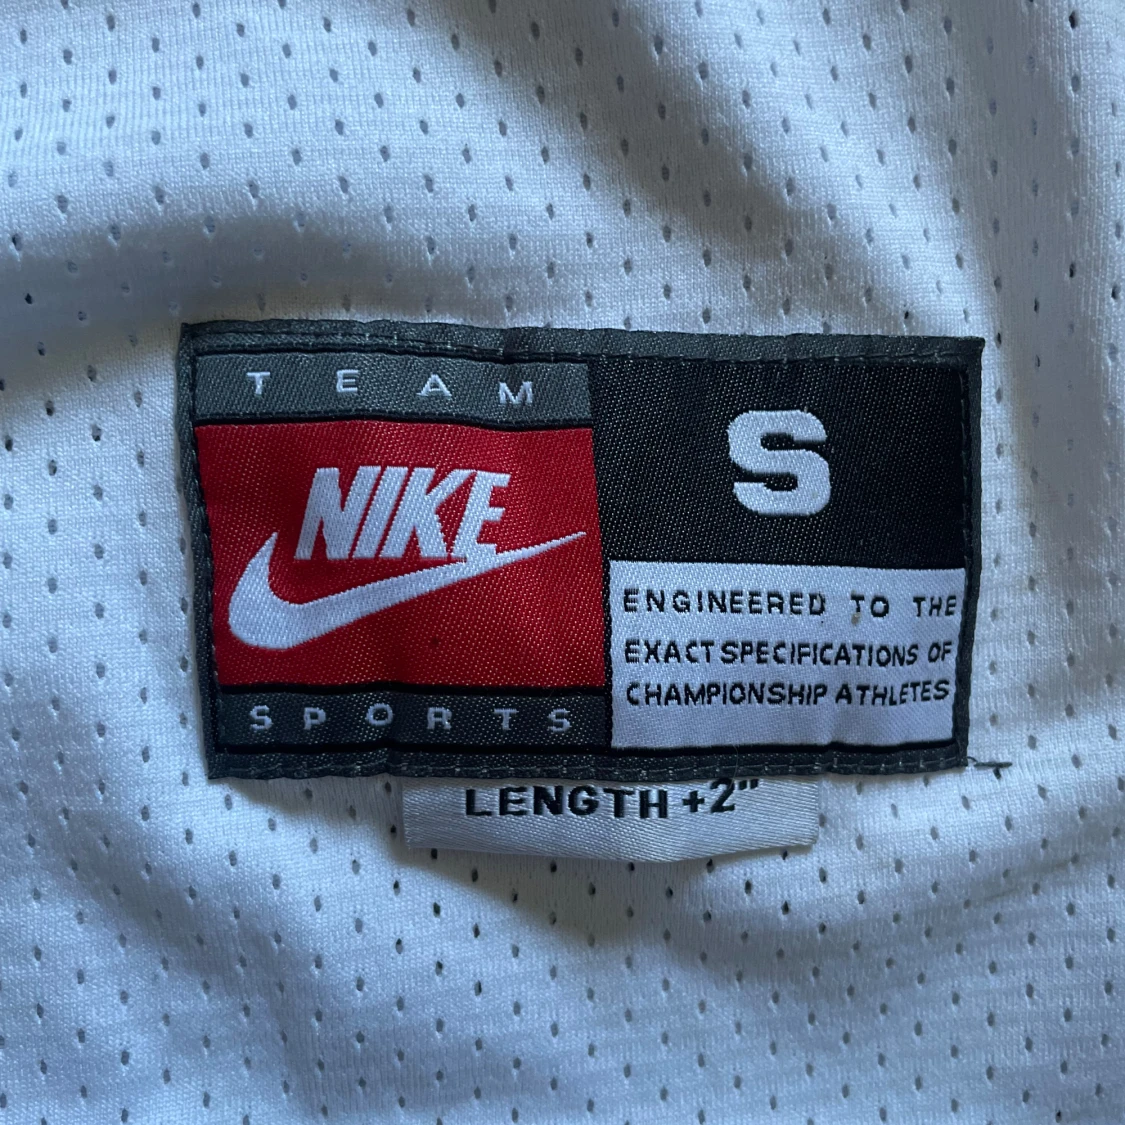 TEAM
NIKE
SPORTS
S
ENGINEERED TO THE
EXACT SPECIFICATIONS OF
CHAMPIONSHIP ATHLETES
LENGTH +2"